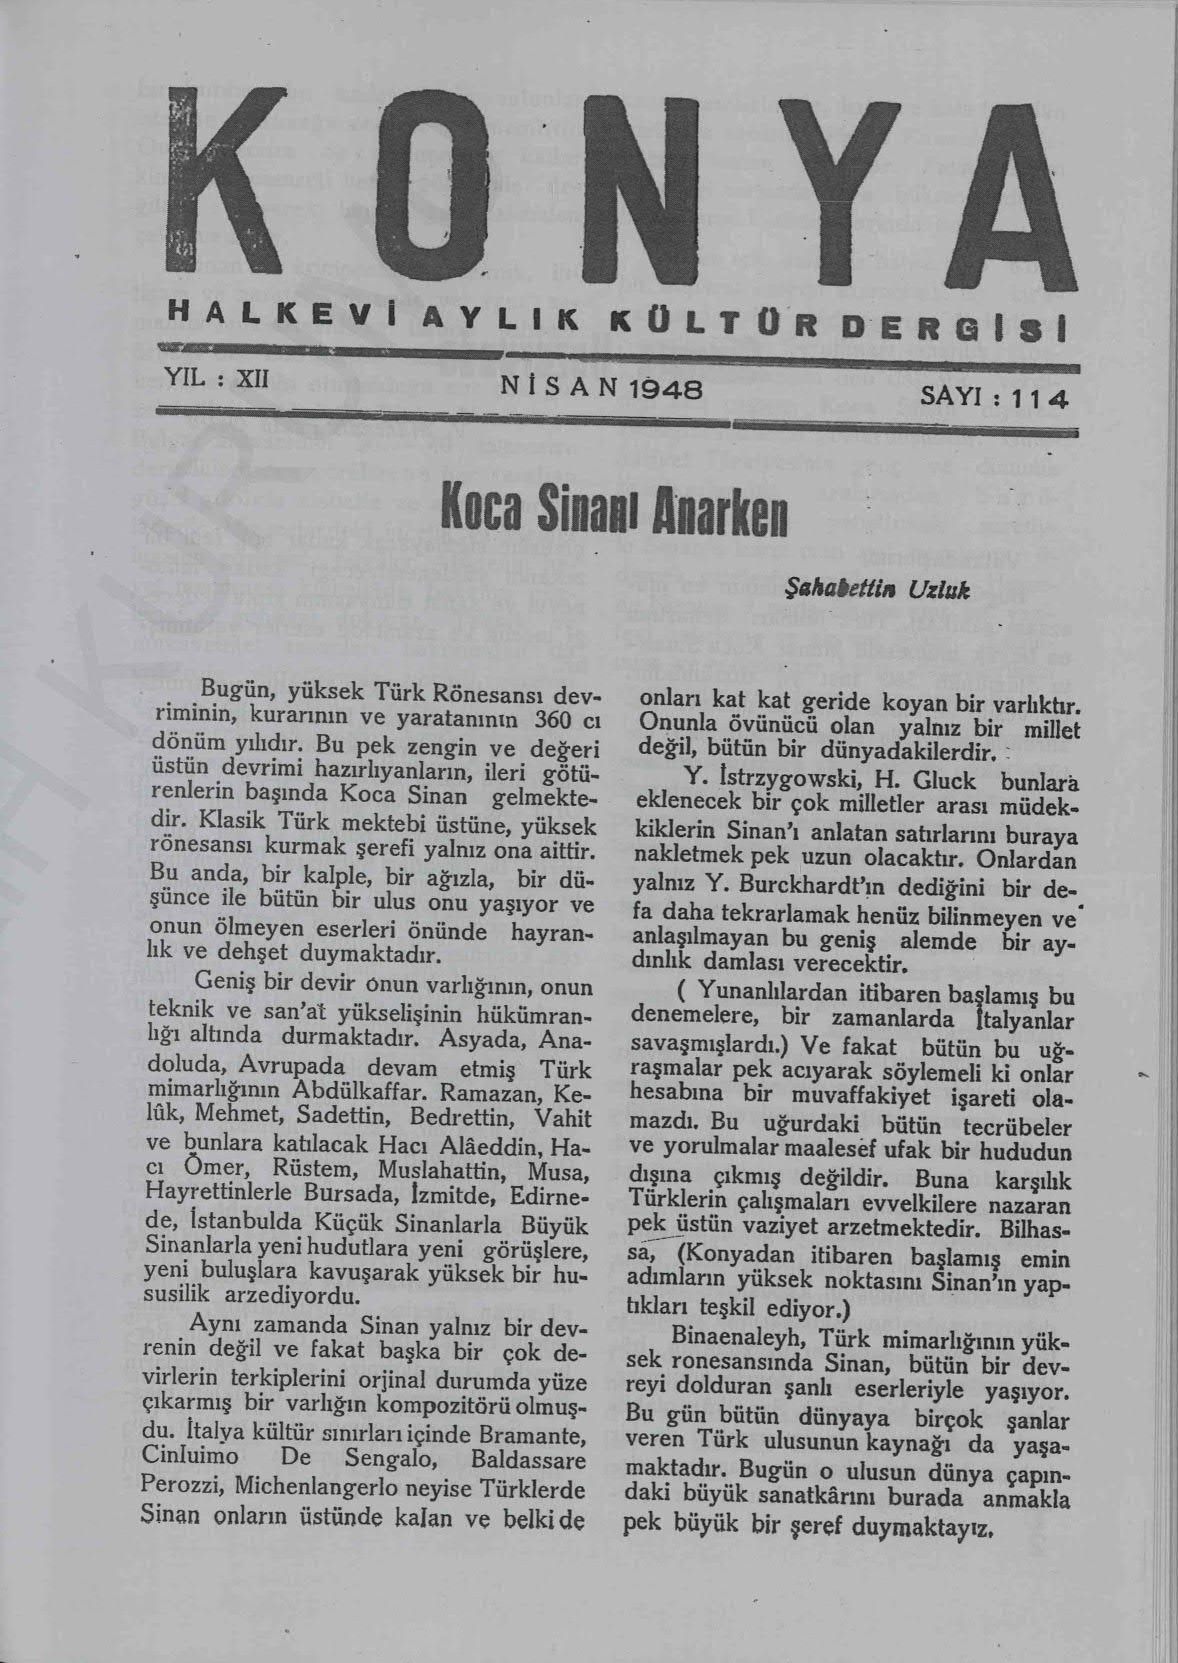 KONYA
HALKEVİ AYLIK KÜLTÜR DERGİSİ
YIL : XII
NİSAN 1948
SAYI : 114
Koca Sinanı Anarken
Şahabettin Uzluk
Bugün, yüksek Türk Rönesansı dev-
riminin, kurarının ve yaratanının 360 cı
dönüm yılıdır. Bu pek zengin ve değeri
üstün devrimi hazırlıyanların, ileri götü-
renlerin başında Koca Sinan gelmekte-
dir. Klasik Türk mektebi üstüne, yüksek
rönesansı kurmak şerefi yalnız ona aittir.
Bu anda, bir kalple, bir ağızla, bir dü-
şünce ile bütün bir ulus onu yaşıyor ve
onun ölmeyen eserleri önünde hayran-
lık ve dehşet duymaktadır.
Geniş bir devir onun varlığının, onun
teknik ve san'at yükselişinin hükümran-
lığı altında durmaktadır. Asyada, Ana-
doluda, Avrupada devam etmiş Türk
mimarlığının Abdülkaffar. Ramazan, Ke-
lûk, Mehmet, Sadettin, Bedrettin, Vahit
ve bunlara katılacak Hacı Alâeddin, Ha-
cı Ömer, Rüstem, Muslahattin, Musa,
Hayrettinlerle Bursada, İzmitde, Edirne-
de, İstanbulda Küçük Sinanlarla Büyük
Sinanlarla yeni hudutlara yeni görüşlere,
yeni buluşlara kavuşarak yüksek bir hu-
susilik arzediyordu.
Aynı zamanda Sinan yalnız bir dev-
renin değil ve fakat başka bir çok de-
virlerin terkiplerini orjinal durumda yüze
çıkarmış bir varlığın kompozitörü olmuş-
du. İtalya kültür sınırları içinde Bramante,
Cinluimo De Sengalo, Baldassare
Perozzi, Michenlangerlo neyise Türklerde
Sinan onların üstünde kalan ve belki de
onları kat kat geride koyan bir varlıktır.
Onunla övünücü olan yalnız bir millet
değil, bütün bir dünyadakilerdir.
Y. İstrzygowski, H. Gluck bunlara
eklenecek bir çok milletler arası müdek-
kiklerin Sinan'ı anlatan satırlarını buraya
nakletmek pek uzun olacaktır. Onlardan
yalnız Y. Burckhardt'ın dediğini bir de-
fa daha tekrarlamak henüz bilinmeyen ve
anlaşılmayan bu geniş alemde bir ay-
dınlık damlası verecektir.
( Yunanlılardan itibaren başlamış bu
denemelere, bir zamanlarda İtalyanlar
savaşmışlardı.) Ve fakat bütün bu uğ-
raşmalar pek acıyarak söylemeli ki onlar
hesabına bir muvaffakiyet işareti ola-
mazdı. Bu uğurdaki bütün tecrübeler
ve yorulmalar maalesef ufak bir hududun
dışına çıkmış değildir. Buna karşılık
Türklerin çalışmaları evvelkilere nazaran
pek üstün vaziyet arzetmektedir. Bilhas-
sa, (Konyadan itibaren başlamış emin
adımların yüksek noktasını Sinan'ın yap-
tıkları teşkil ediyor.)
Binaenaleyh, Türk mimarlığının yük-
sek ronesansında Sinan, bütün bir dev-
reyi dolduran şanlı eserleriyle yaşıyor.
Bu gün bütün dünyaya birçok şanlar
veren Türk ulusunun kaynağı da yaşa-
maktadır. Bugün o ulusun dünya çapın-
daki büyük sanatkârını burada anmakla
pek büyük bir şeref duymaktayız.